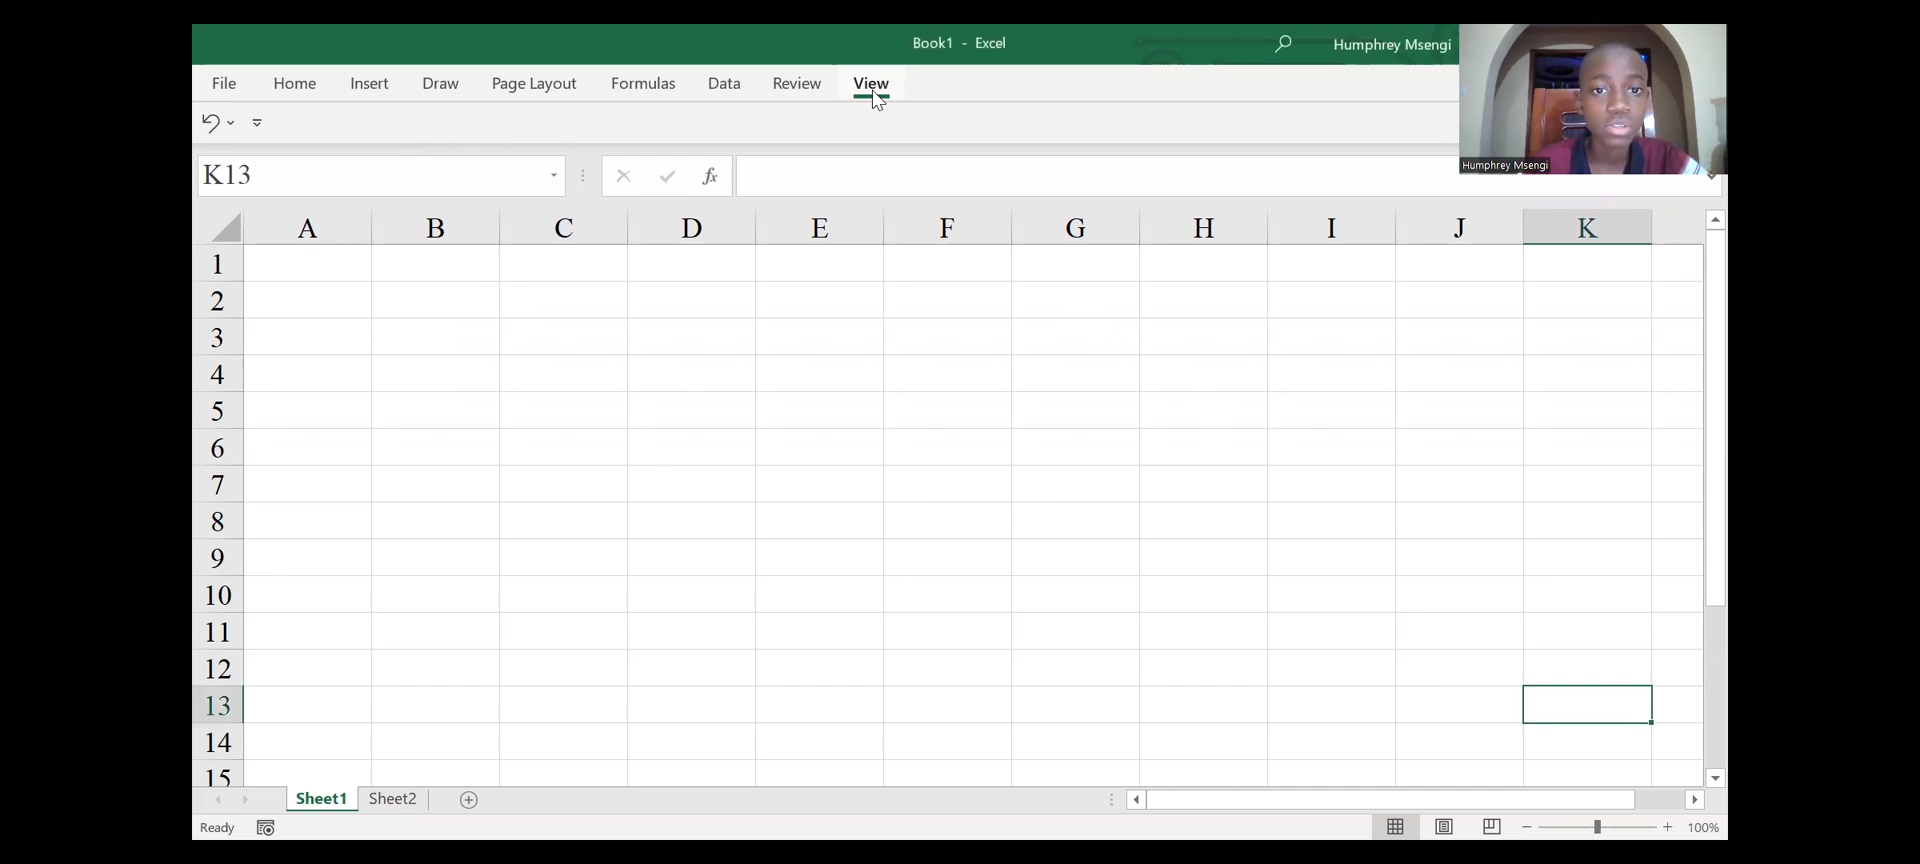 Book1 - Excel
Humphrey Msengi
File Home Insert Draw Page Layout Formulas Data Review View
Humphrey Msengi
K13
fx
A B C D E F G H I J K
1
2
3
4
5
6
7
8
9
10
11
12
13
14
15
Sheet1 Sheet2
Ready
100%